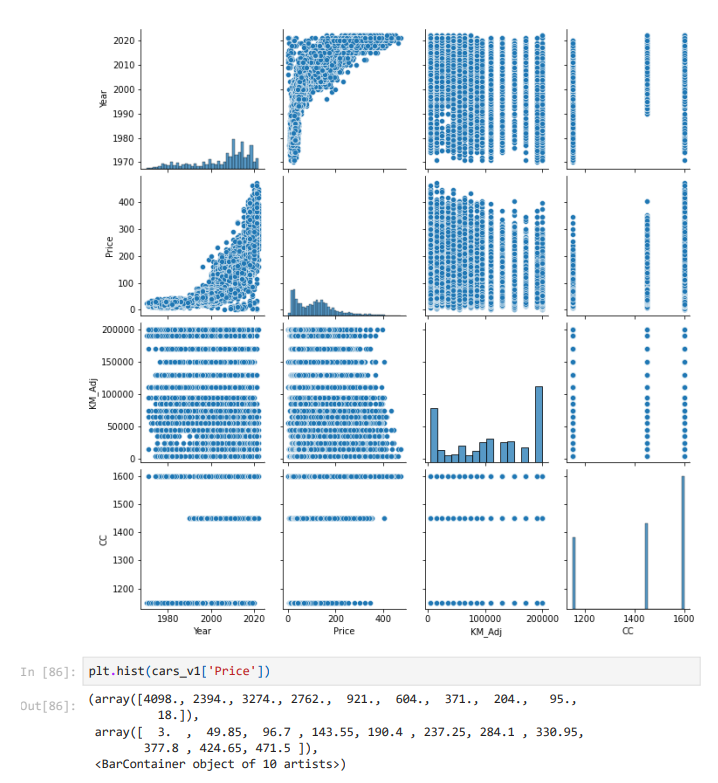 2020
2010
2000
1990
1980
1970
Year
400
300
200
100
0
Price
200000
150000
100000
50000
0
KM_Adj
1600
1500
1400
1300
1200
CC
1980 2000 2020
Year
0 200 400
Price
0 100000 200000
KM_Adj
1200 1400 1600
CC
In [86]: plt.hist(cars_v1['Price'])
Out[86]: (array([4098., 2394., 3274., 2762., 921., 604., 371., 204., 95.,
18.]),
array([ 3. , 49.85, 96.7 , 143.55, 190.4 , 237.25, 284.1 , 330.95,
377.8 , 424.65, 471.5 ]),
<BarContainer object of 10 artists>)